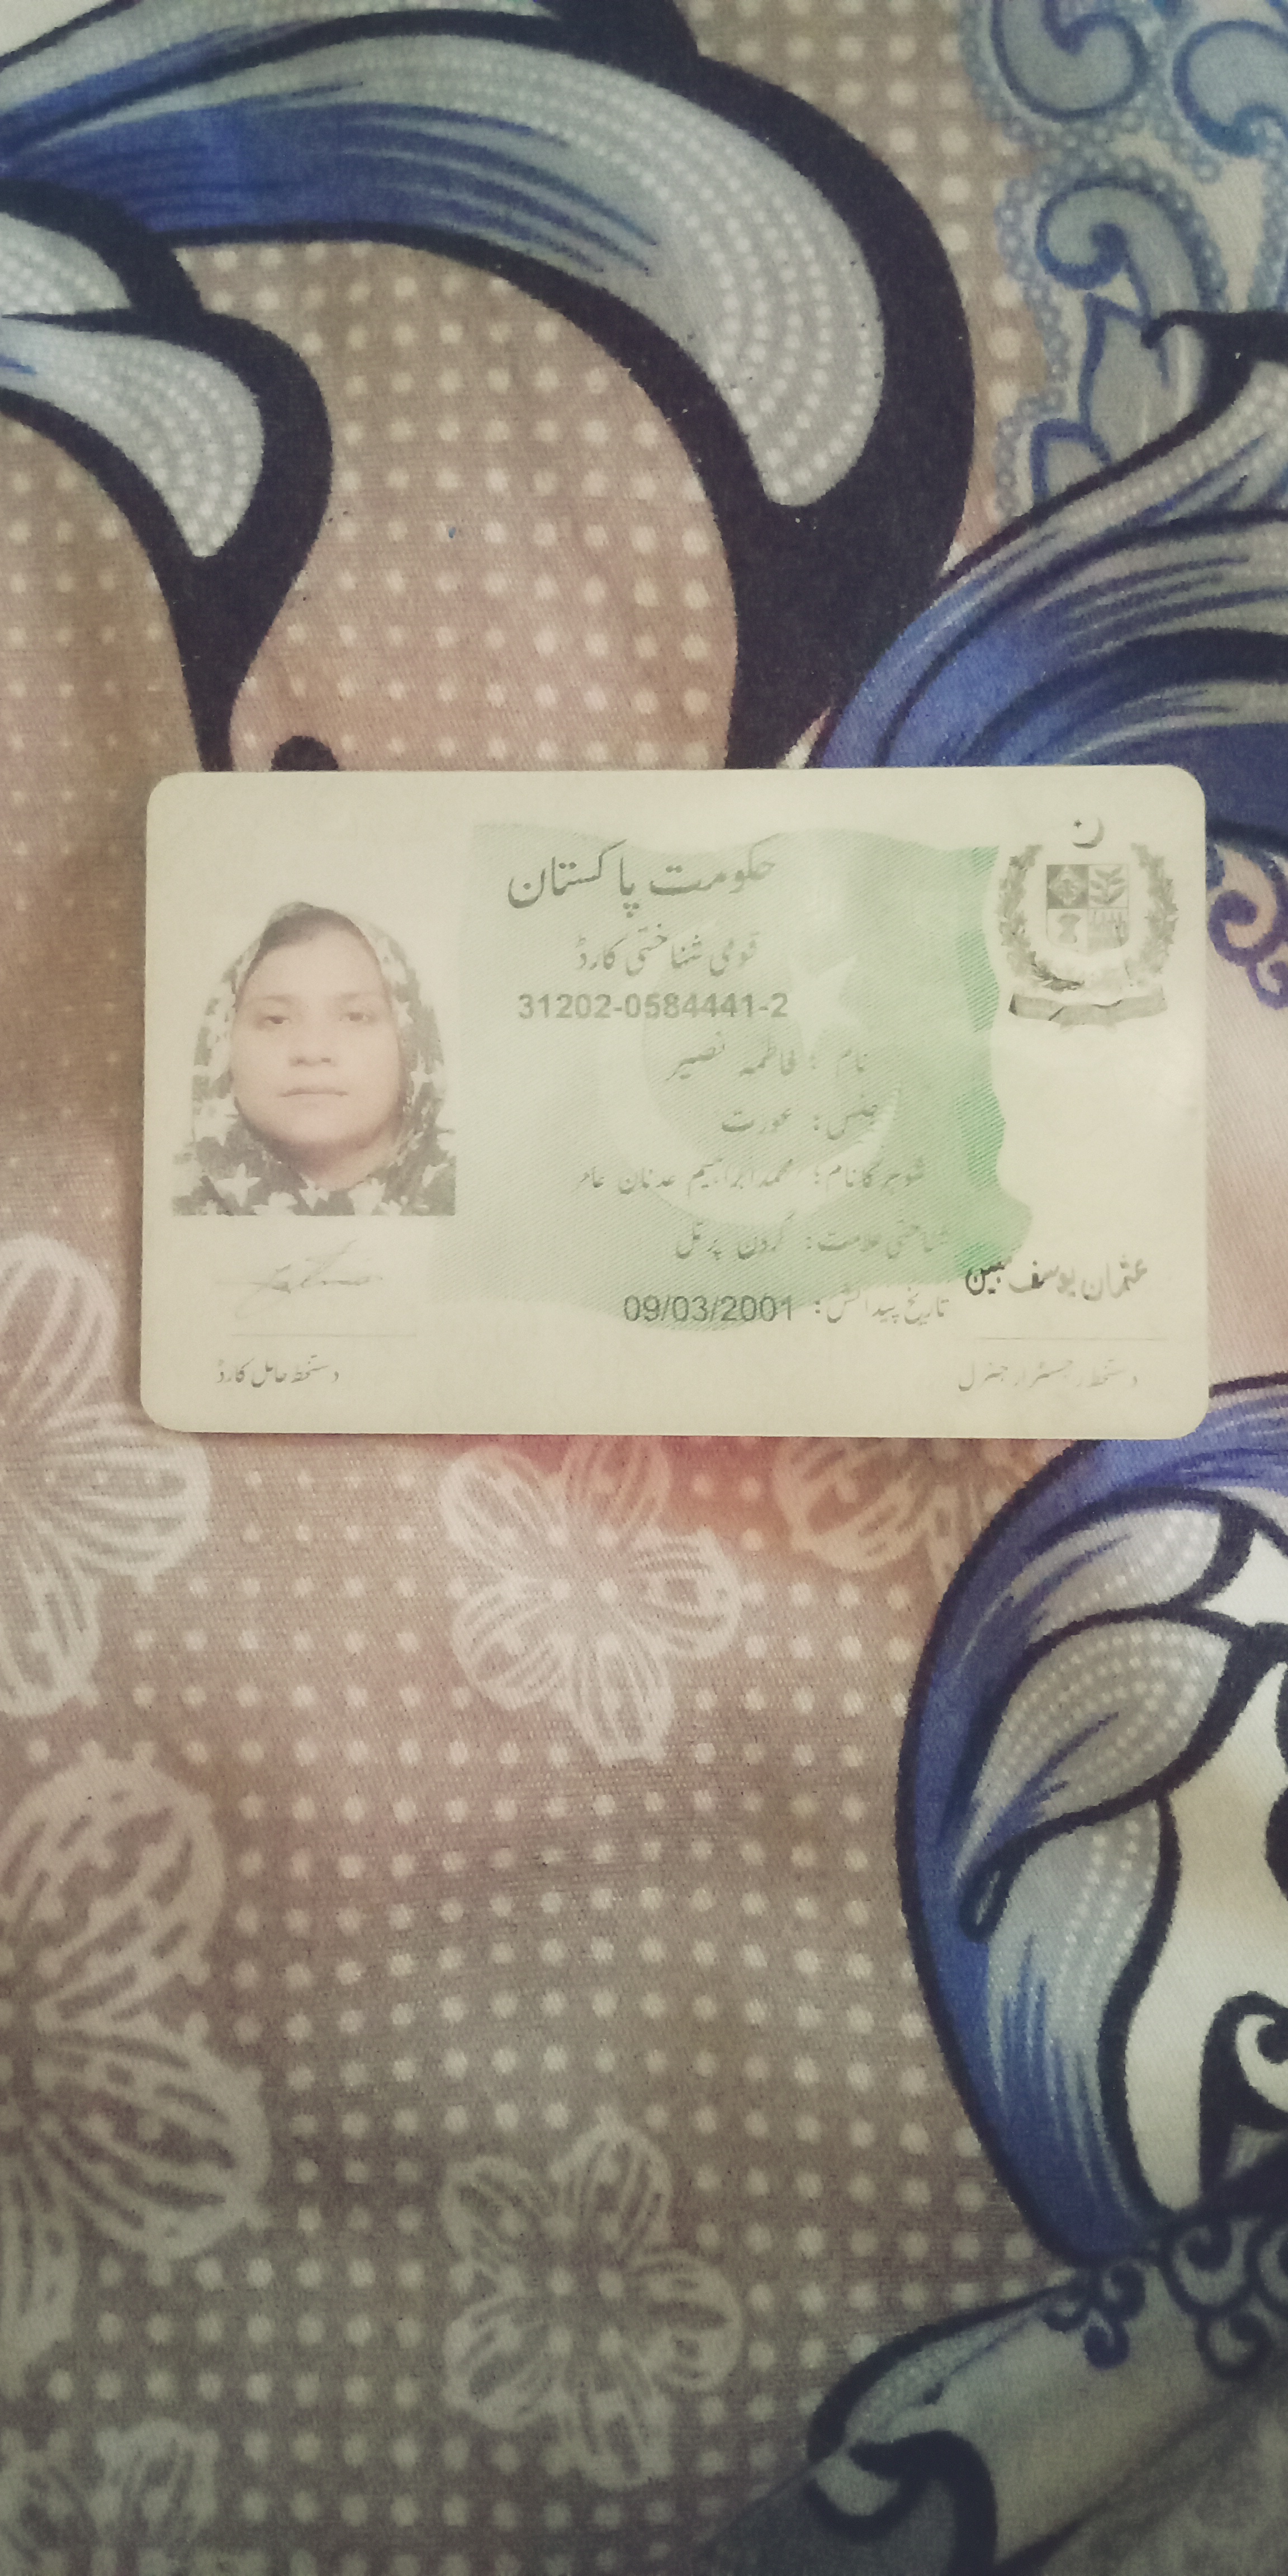 حکومت پاکستان
قومی شناختی کارڈ
31202-0584441-2
نام : فاطمہ نصیر
جنس : عورت
شوہر کا نام : محمد ابراہیم عدنان عامر
شناختی علامت : گردن پر تل
تاریخ پیدائش : 09/03/2001
عثمان یوسف مبین
دستخط حامل کارڈ
دستخط رجسٹرار جنرل